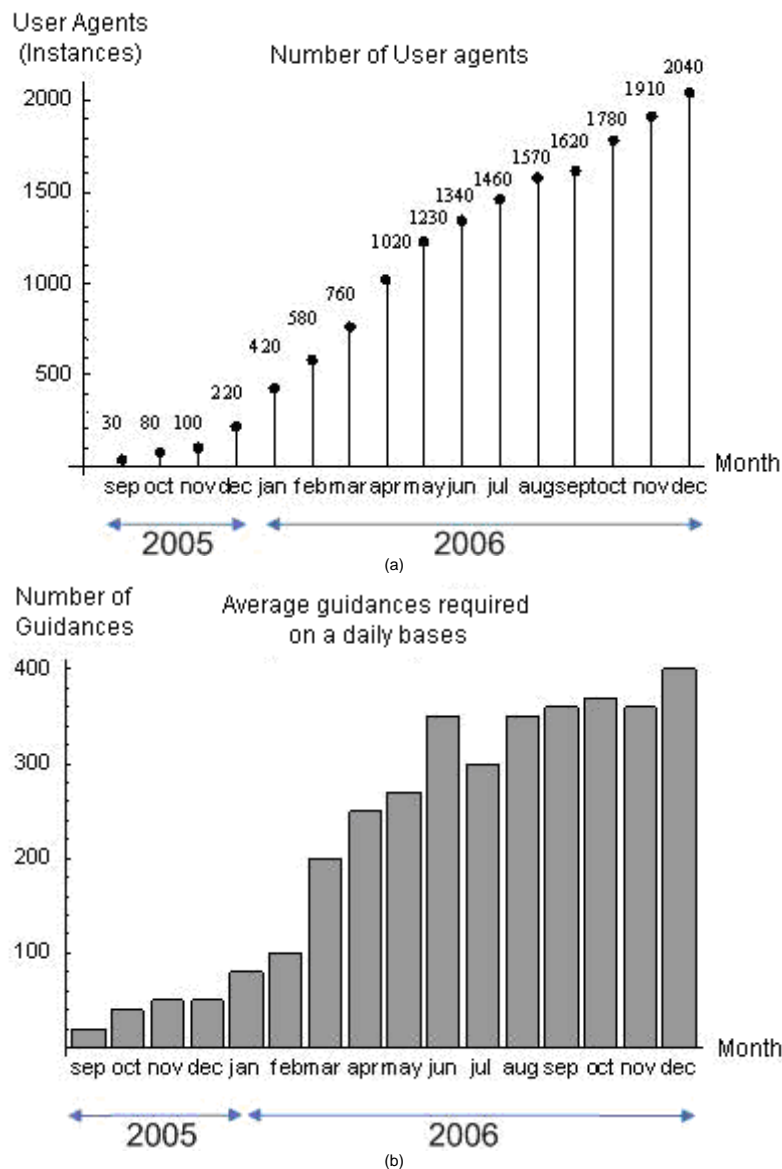 User Agents
(Instances)
Number of User agents
2000
1500
1000
500
30 80 100 220 420 580 760 1020 1230 1340 1460 1570 1620 1780 1910 2040
Month
sep oct nov dec jan feb mar apr may jun jul aug sept oct nov dec
2005 2006
(a)
Number of
Guidances
Average guidances required
on a daily bases
400
300
200
100
Month
sep oct nov dec jan feb mar apr may jun jul aug sep oct nov dec
2005 2006
(b)